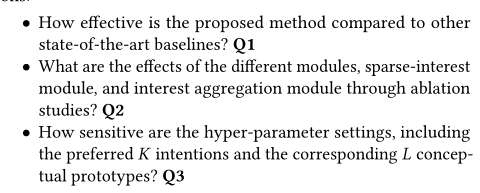 • How effective is the proposed method compared to other
state-of-the-art baselines? Q1
• What are the effects of the different modules, sparse-interest
module, and interest aggregation module through ablation
studies? Q2
• How sensitive are the hyper-parameter settings, including
the preferred K intentions and the corresponding L concep-
tual prototypes? Q3